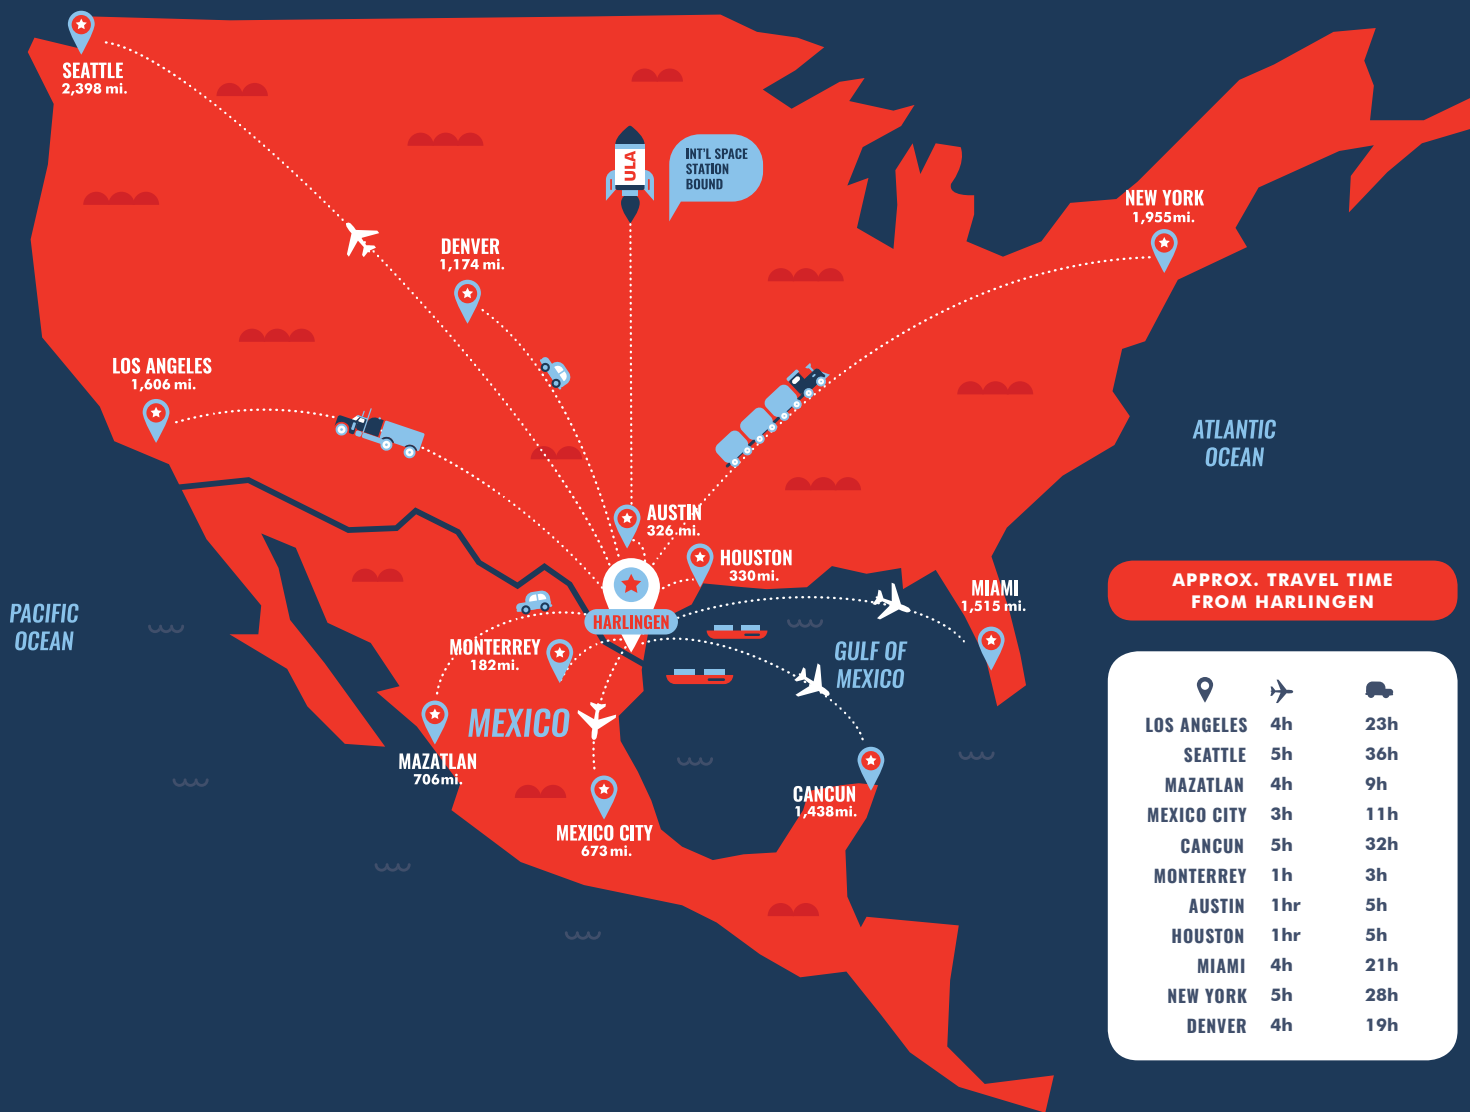 SEATTLE
2,398 mi.
ULA
INT'L SPACE
STATION
BOUND
NEW YORK
1,955mi.
DENVER
1,174 mi.
LOS ANGELES
1,606 mi.
ATLANTIC
OCEAN
AUSTIN
326 mi.
HOUSTON
330mi.
MIAMI
1,515 mi.
PACIFIC
OCEAN
HARLINGEN
MONTERREY
182mi.
GULF OF
MEXICO
MEXICO
MAZATLAN
706mi.
CANCUN
1,438mi.
MEXICO CITY
673 mi.
APPROX. TRAVEL TIME
FROM HARLINGEN
LOS ANGELES 4h 23h
SEATTLE 5h 36h
MAZATLAN 4h 9h
MEXICO CITY 3h 11h
CANCUN 5h 32h
MONTERREY 1h 3h
AUSTIN 1hr 5h
HOUSTON 1hr 5h
MIAMI 4h 21h
NEW YORK 5h 28h
DENVER 4h 19h